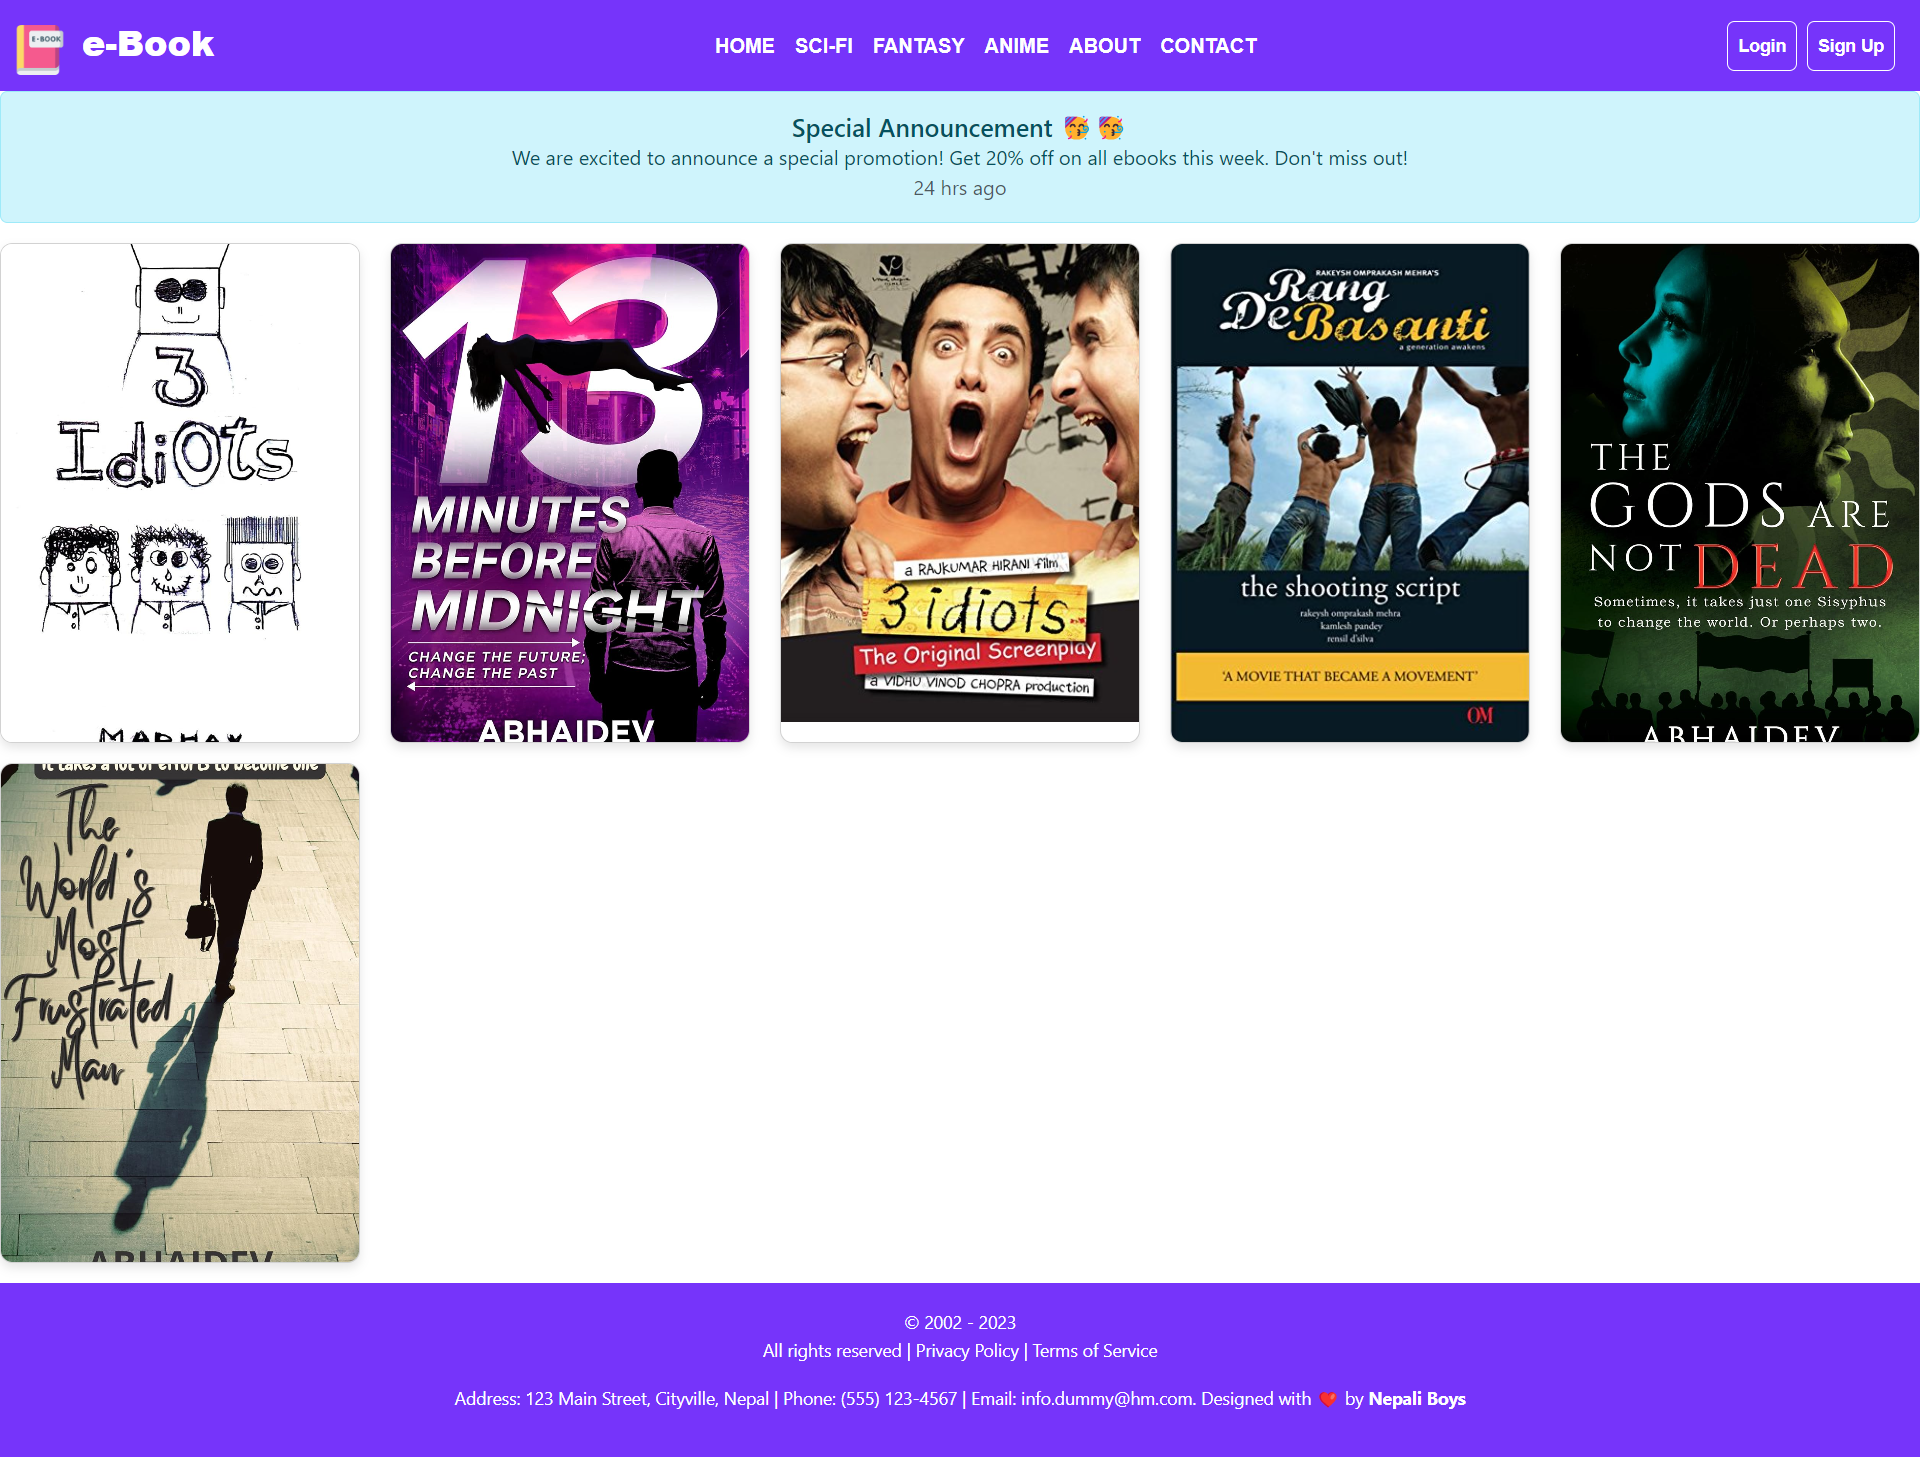 E-BOOK
e-Book
HOME SCI-FI FANTASY ANIME ABOUT CONTACT
Login Sign Up
Special Announcement 🥳 🥳
We are excited to announce a special promotion! Get 20% off on all ebooks this week. Don't miss out!
24 hrs ago
3
IdiOts
MADHAV
13
MINUTES
BEFORE
MIDNIGHT
CHANGE THE FUTURE;
CHANGE THE PAST
ABHAIDEV
a RAJKUMAR HIRANI film
3 idiots
The Original Screenplay
a VIDHU VINOD CHOPRA production
RAKEYSH OMPRAKASH MEHRA'S
Rang
De Basanti
a generation awakens
the shooting script
rakeysh omprakash mehra
kamlesh pandey
rensil d'silva
'A MOVIE THAT BECAME A MOVEMENT'
OM
THE
GODS ARE
NOT DEAD
Sometimes, it takes just one Sisyphus
to change the world. Or perhaps two.
ABHAIDEV
It takes a lot of efforts to become one
The
World's
Most
Frustrated
Man
ABHAIDEV
© 2002 - 2023
All rights reserved | Privacy Policy | Terms of Service
Address: 123 Main Street, Cityville, Nepal | Phone: (555) 123-4567 | Email: info.dummy@hm.com. Designed with ❤️ by Nepali Boys